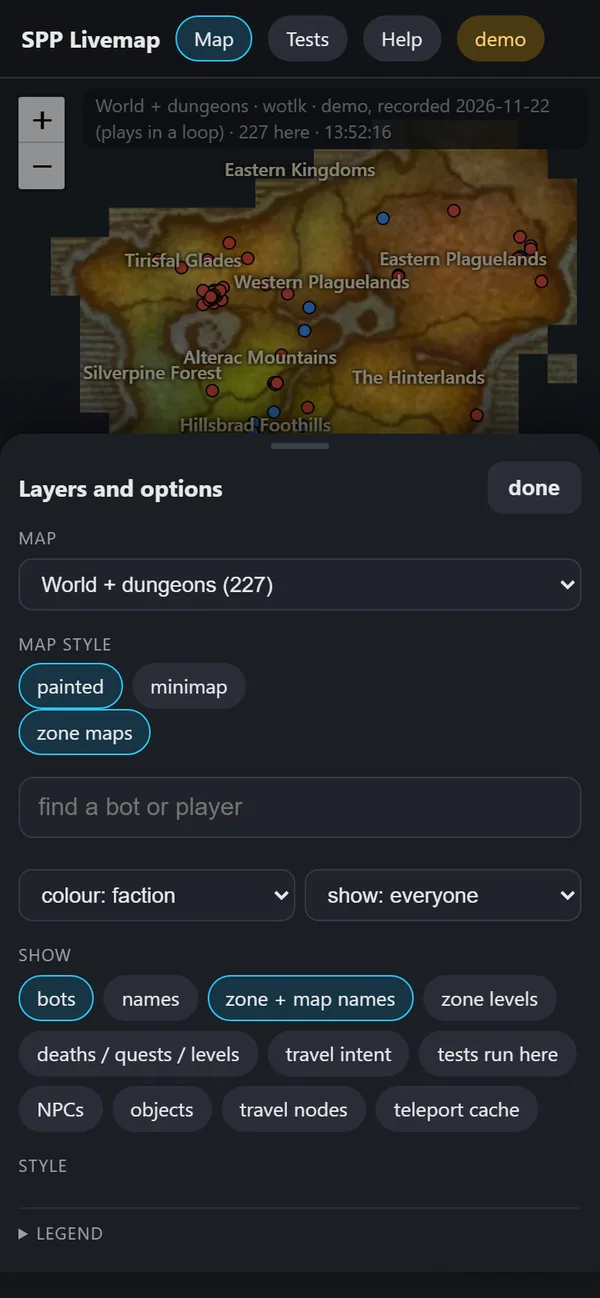 SPP Livemap Map Tests Help demo
+
−
World + dungeons · wotlk · demo, recorded 2026-11-22
(plays in a loop) · 227 here · 13:52:16
Eastern Kingdoms
Tirisfal Glades
Eastern Plaguelands
Western Plaguelands
Alterac Mountains
Silverpine Forest
The Hinterlands
Hillsbrad Foothills
Layers and options done
MAP
World + dungeons (227)
MAP STYLE
painted minimap
zone maps
find a bot or player
colour: faction show: everyone
SHOW
bots names zone + map names zone levels
deaths / quests / levels travel intent tests run here
NPCs objects travel nodes teleport cache
STYLE
LEGEND